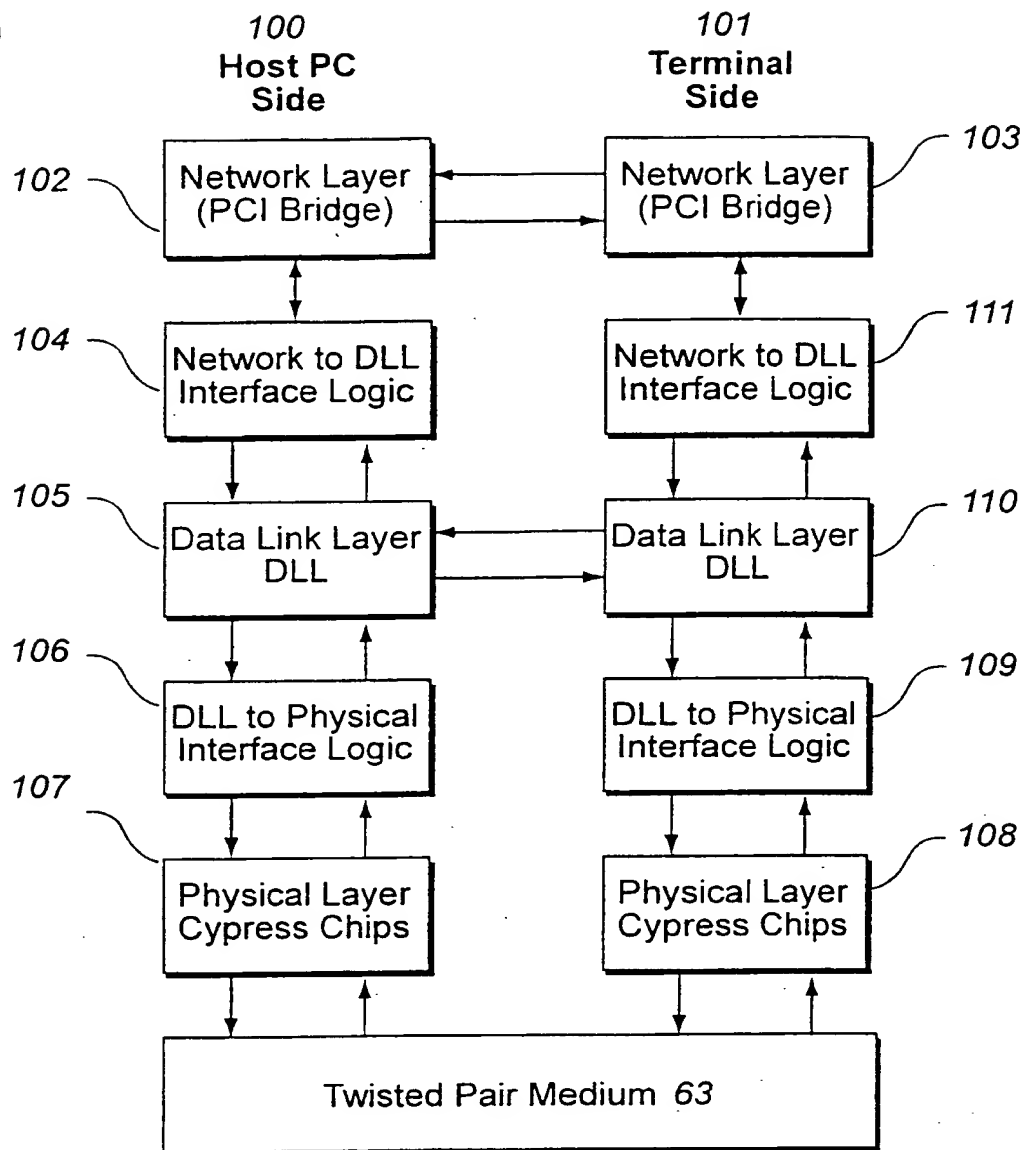 100
Host PC
Side
101
Terminal
Side
102
Network Layer
(PCI Bridge)
Network Layer
(PCI Bridge)
103
104
Network to DLL
Interface Logic
Network to DLL
Interface Logic
111
105
Data Link Layer
DLL
Data Link Layer
DLL
110
106
DLL to Physical
Interface Logic
DLL to Physical
Interface Logic
109
107
Physical Layer
Cypress Chips
Physical Layer
Cypress Chips
108
Twisted Pair Medium 63